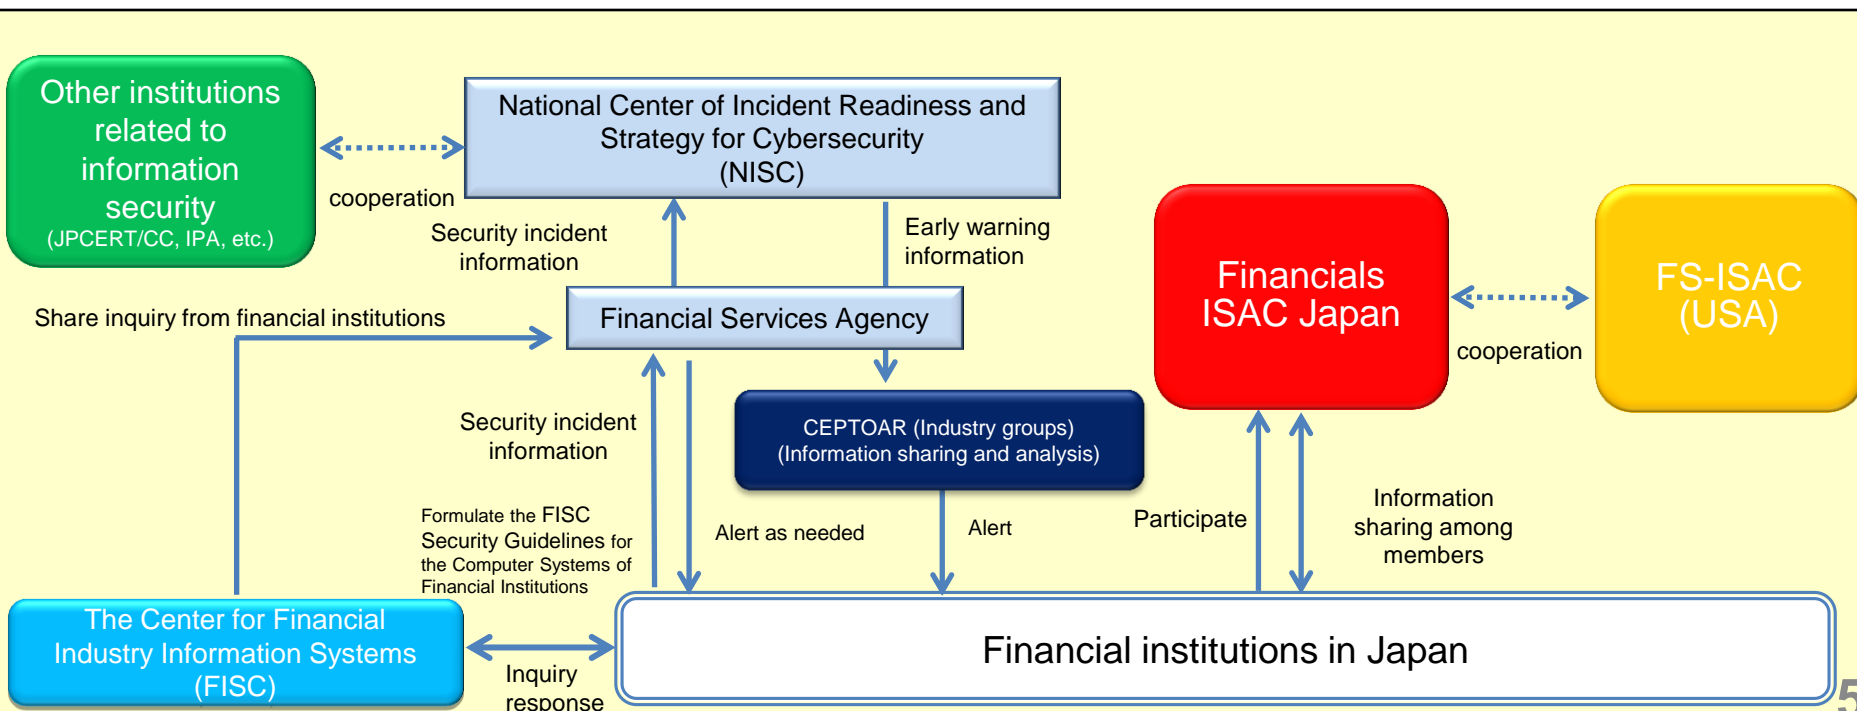 Other institutions
related to
information
security
(JPCERT/CC, IPA, etc.)
cooperation
National Center of Incident Readiness and
Strategy for Cybersecurity
(NISC)
Security incident
information
Early warning
information
Share inquiry from financial institutions
Financial Services Agency
Financials
ISAC Japan
cooperation
FS-ISAC
(USA)
Security incident
information
CEPTOAR (Industry groups)
(Information sharing and analysis)
Formulate the FISC
Security Guidelines for
the Computer Systems of
Financial Institutions
Alert as needed
Alert
Participate
Information
sharing among
members
The Center for Financial
Industry Information Systems
(FISC)
Inquiry
response
Financial institutions in Japan
5